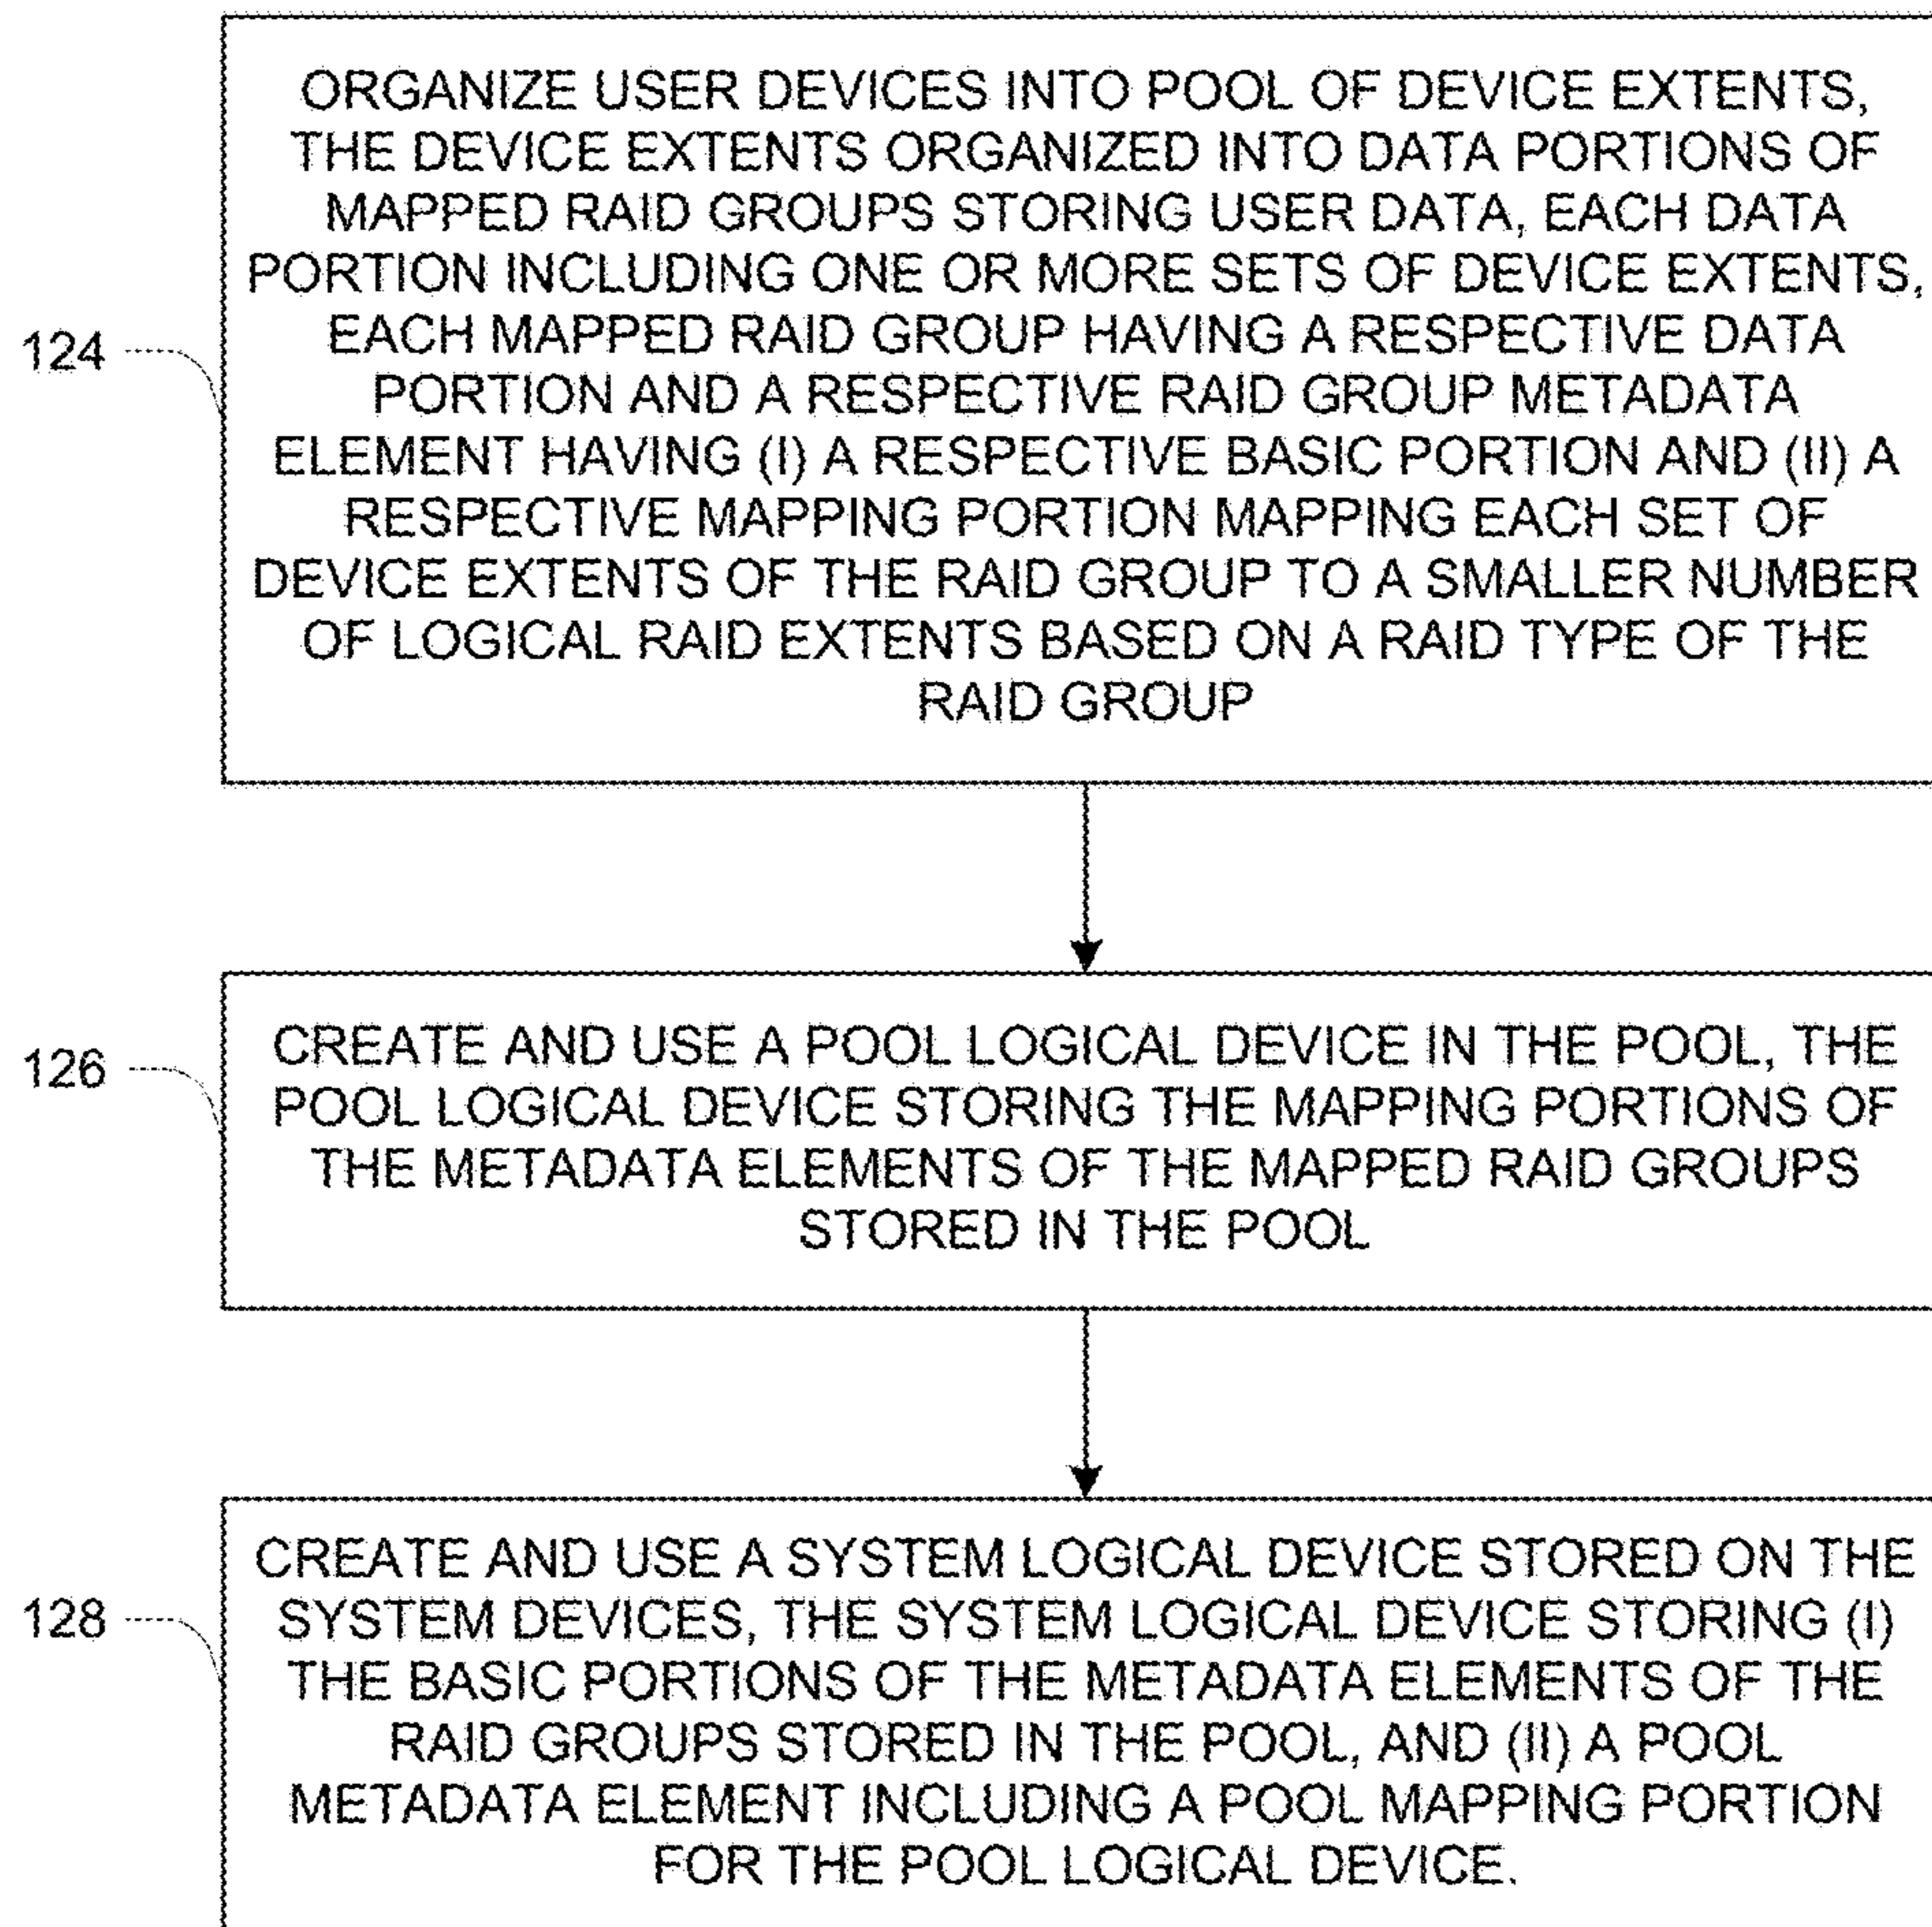 ORGANIZE USER DEVICES INTO POOL OF DEVICE EXTENTS,
THE DEVICE EXTENTS ORGANIZED INTO DATA PORTIONS OF
MAPPED RAID GROUPS STORING USER DATA, EACH DATA
PORTION INCLUDING ONE OR MORE SETS OF DEVICE EXTENTS,
124
EACH MAPPED RAID GROUP HAVING A RESPECTIVE DATA
PORTION AND A RESPECTIVE RAID GROUP METADATA
ELEMENT HAVING (I) A RESPECTIVE BASIC PORTION AND (II) A
RESPECTIVE MAPPING PORTION MAPPING EACH SET OF
DEVICE EXTENTS OF THE RAID GROUP TO A SMALLER NUMBER
OF LOGICAL RAID EXTENTS BASED ON A RAID TYPE OF THE
RAID GROUP
126
CREATE AND USE A POOL LOGICAL DEVICE IN THE POOL, THE
POOL LOGICAL DEVICE STORING THE MAPPING PORTIONS OF
THE METADATA ELEMENTS OF THE MAPPED RAID GROUPS
STORED IN THE POOL
128
CREATE AND USE A SYSTEM LOGICAL DEVICE STORED ON THE
SYSTEM DEVICES, THE SYSTEM LOGICAL DEVICE STORING (I)
THE BASIC PORTIONS OF THE METADATA ELEMENTS OF THE
RAID GROUPS STORED IN THE POOL, AND (II) A POOL
METADATA ELEMENT INCLUDING A POOL MAPPING PORTION
FOR THE POOL LOGICAL DEVICE.